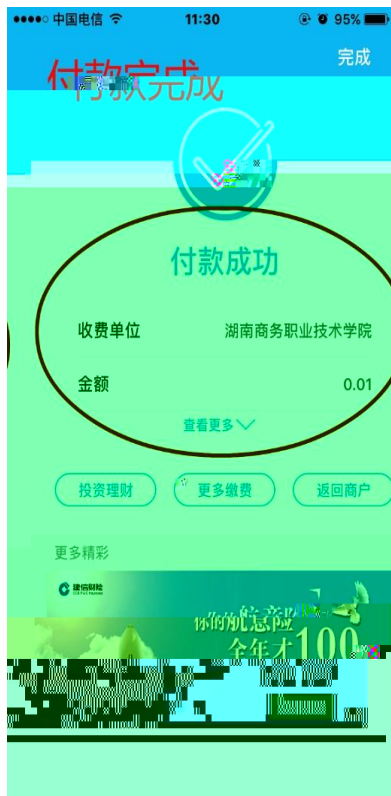 中国电信 11:30 95%
完成
付款完成
付款成功
收费单位 湖南商务职业技术学院
金额 0.01
查看更多
投资理财 更多缴费 返回商户
更多精彩
建信财险
你的航意险
全年才100